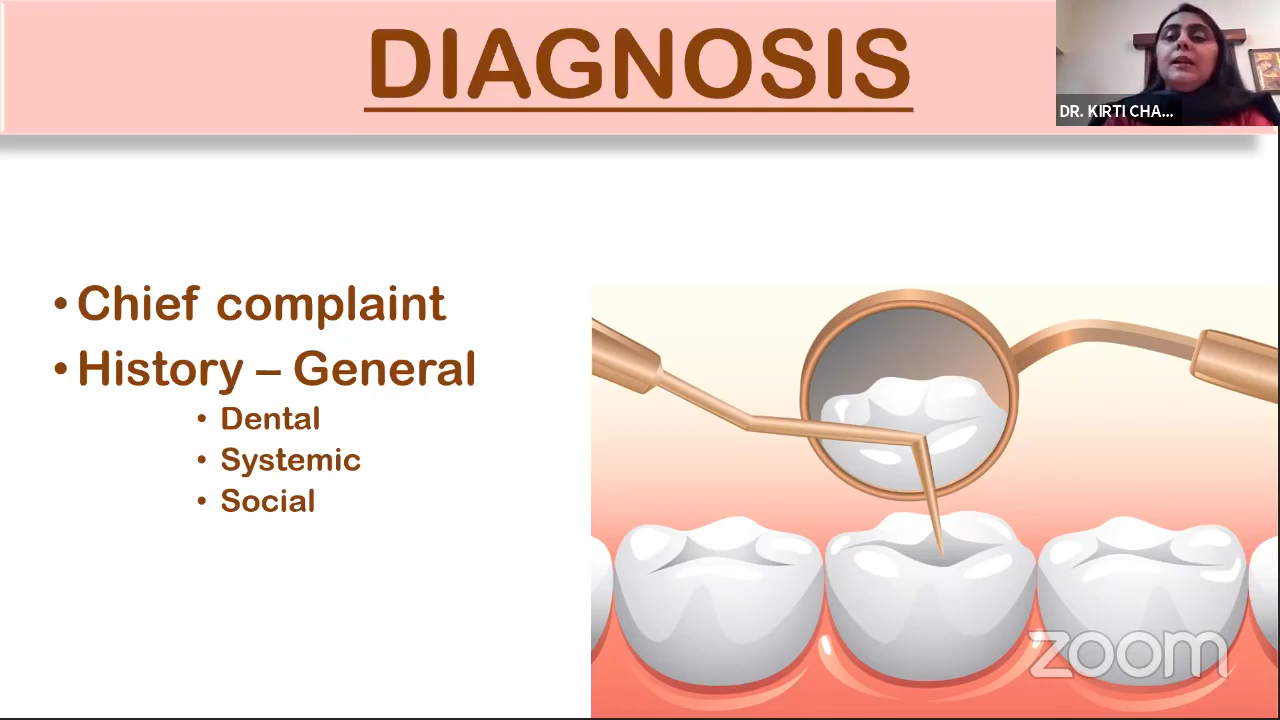 DIAGNOSIS
DR. KIRTI CHA...
• Chief complaint
• History – General
• Dental
• Systemic
• Social
zoom